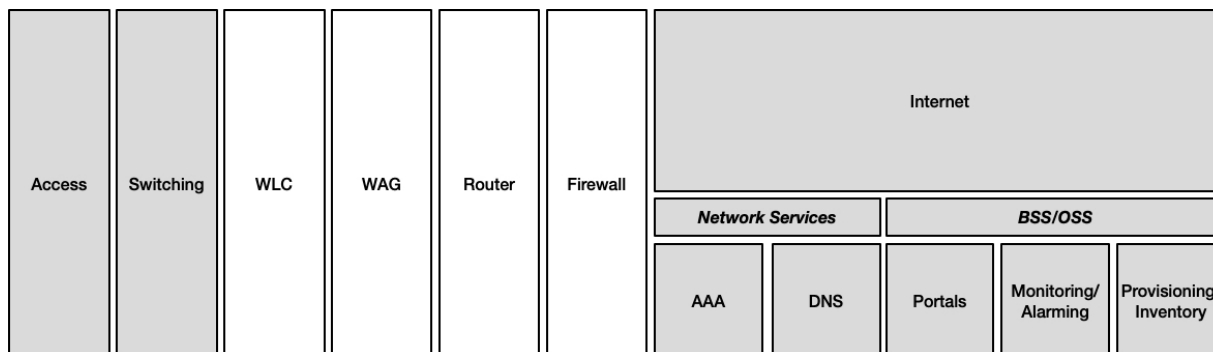 Access
Switching
WLC
WAG
Router
Firewall
Internet
Network Services
BSS/OSS
AAA
DNS
Portals
Monitoring/
Alarming
Provisioning/
Inventory